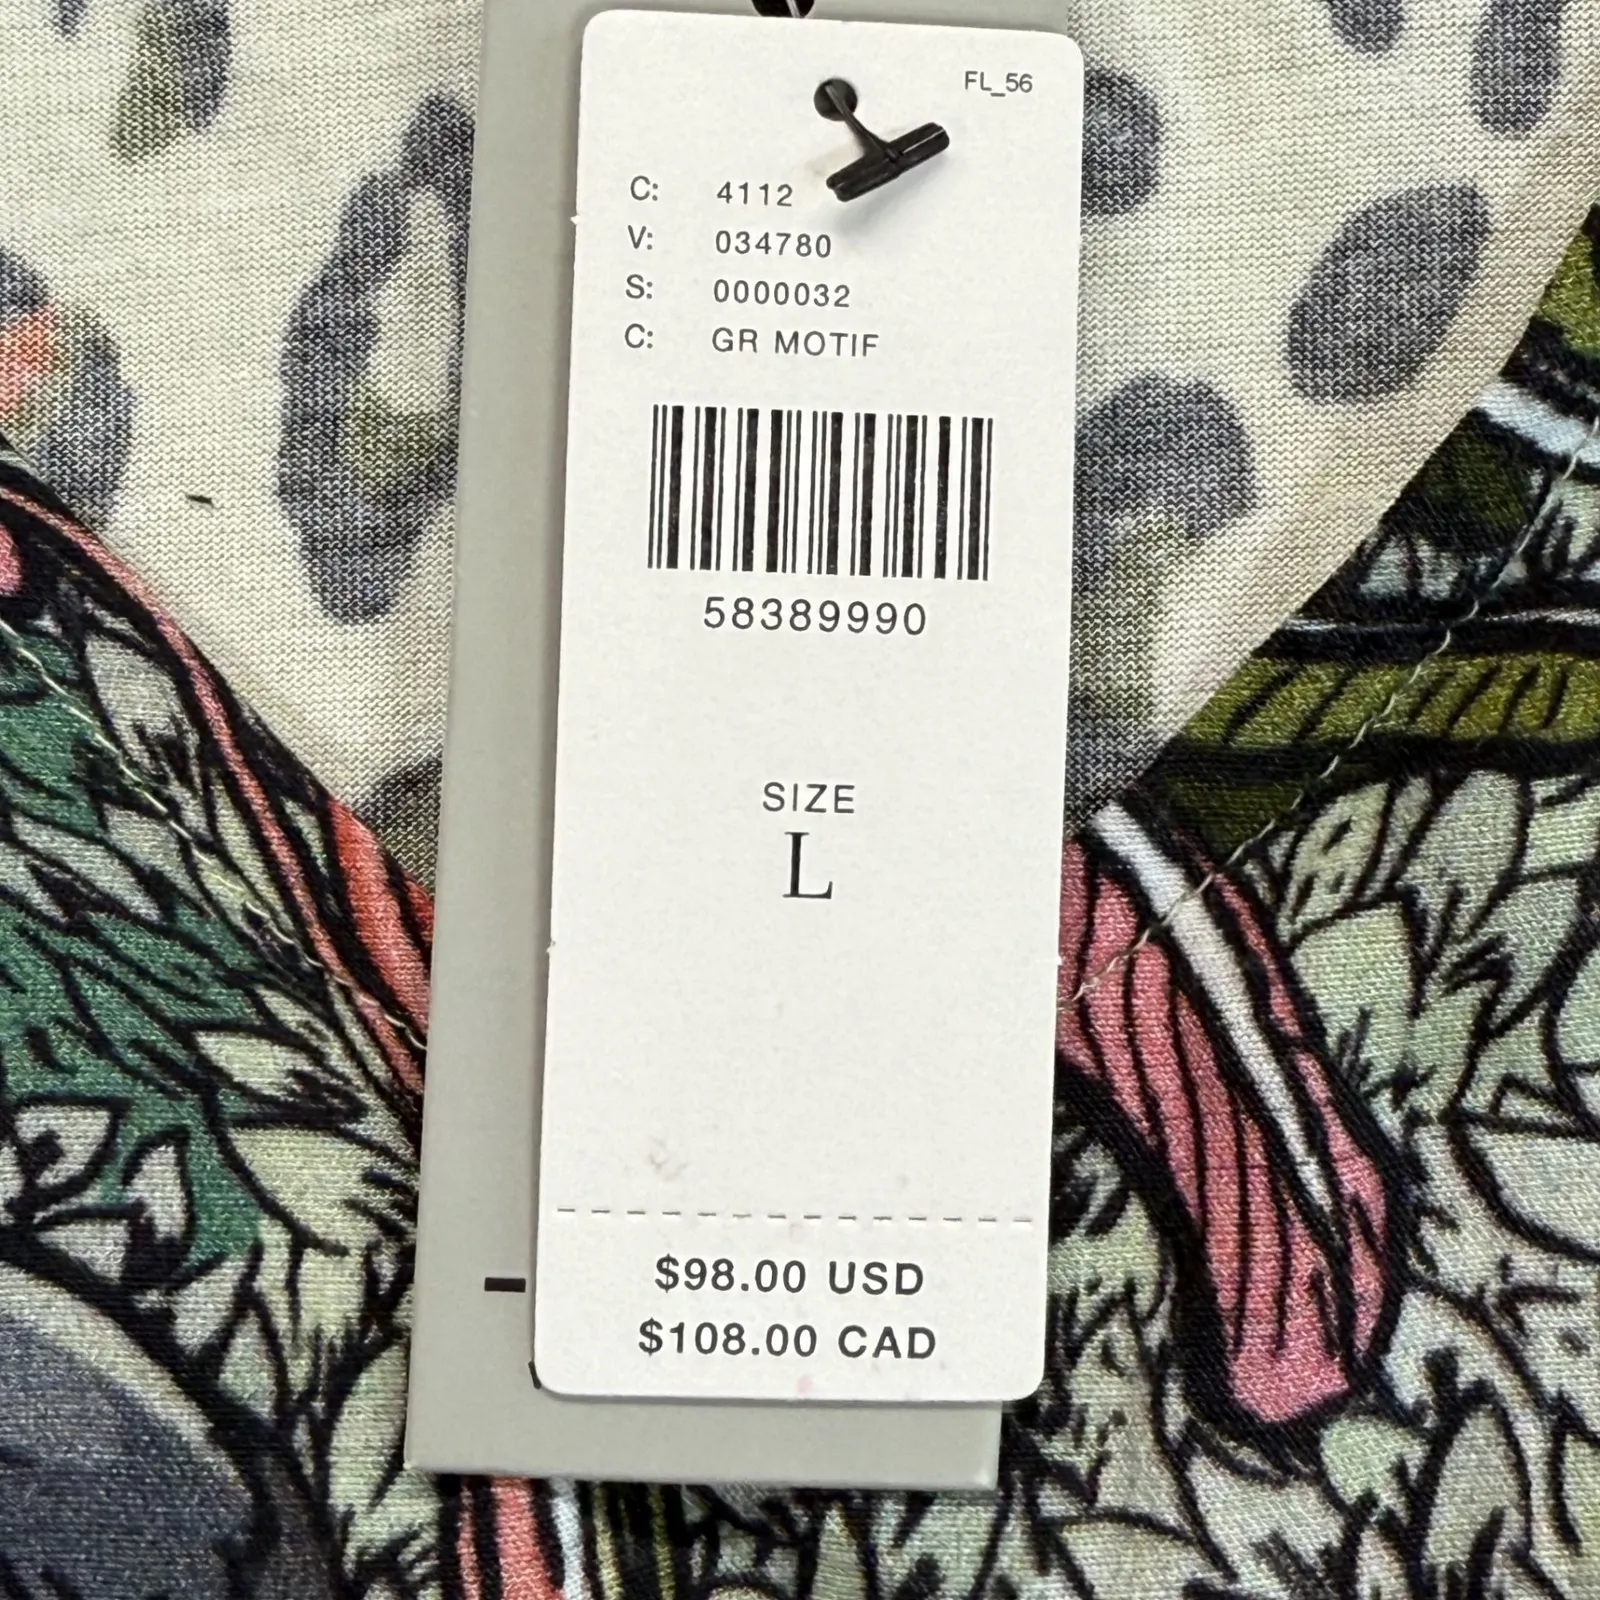 FL_56
C: 4112
V: 034780
S: 0000032
C: GR MOTIF
58389990
SIZE
L
$98.00 USD
$108.00 CAD